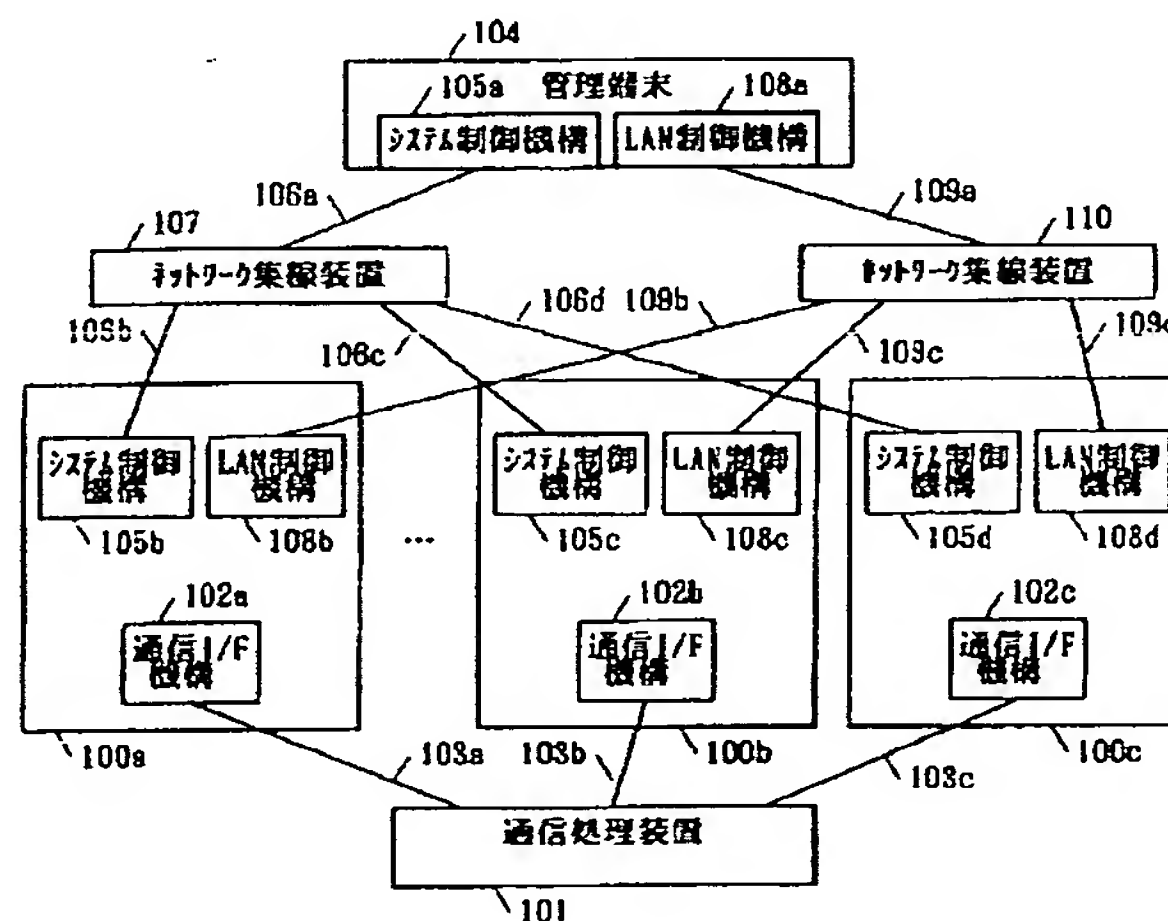 104
105a 管理端末 108a
システム制御機構 LAN制御機構
106a 109a
107 110
ネットワーク集線装置 ネットワーク集線装置
106b 106d 109b
106c 109c
システム制御機構 LAN制御機構 システム制御機構 LAN制御機構 システム制御機構 LAN制御機構
105b 108b … 105c 108c 105d 108d
102a 102b 102c
通信I/F機構 通信I/F機構 通信I/F機構
100a 103a 103b 100b 103c 100c
通信処理装置
101